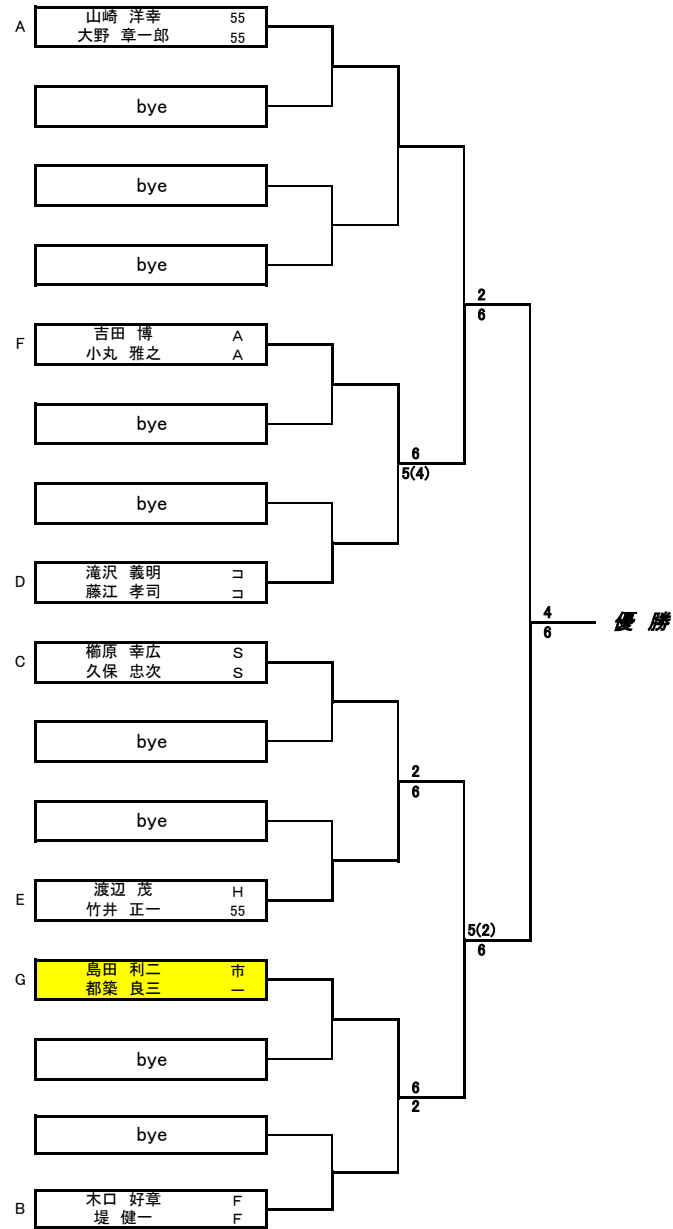 山崎 洋幸 55
A
大野 章一郎 55
bye
bye
bye
2
6
吉田 博 A
F
小丸 雅之 A
bye
6
5(4)
bye
滝沢 義明 コ
D
藤江 孝司 コ
4
6
優 勝
櫛原 幸広 S
C
久保 忠次 S
bye
2
6
bye
渡辺 茂 H
E
竹井 正一 55
5(2)
6
島田 利二 市
G
都築 良三 一
bye
6
2
bye
木口 好章 F
B
堤 健一 F